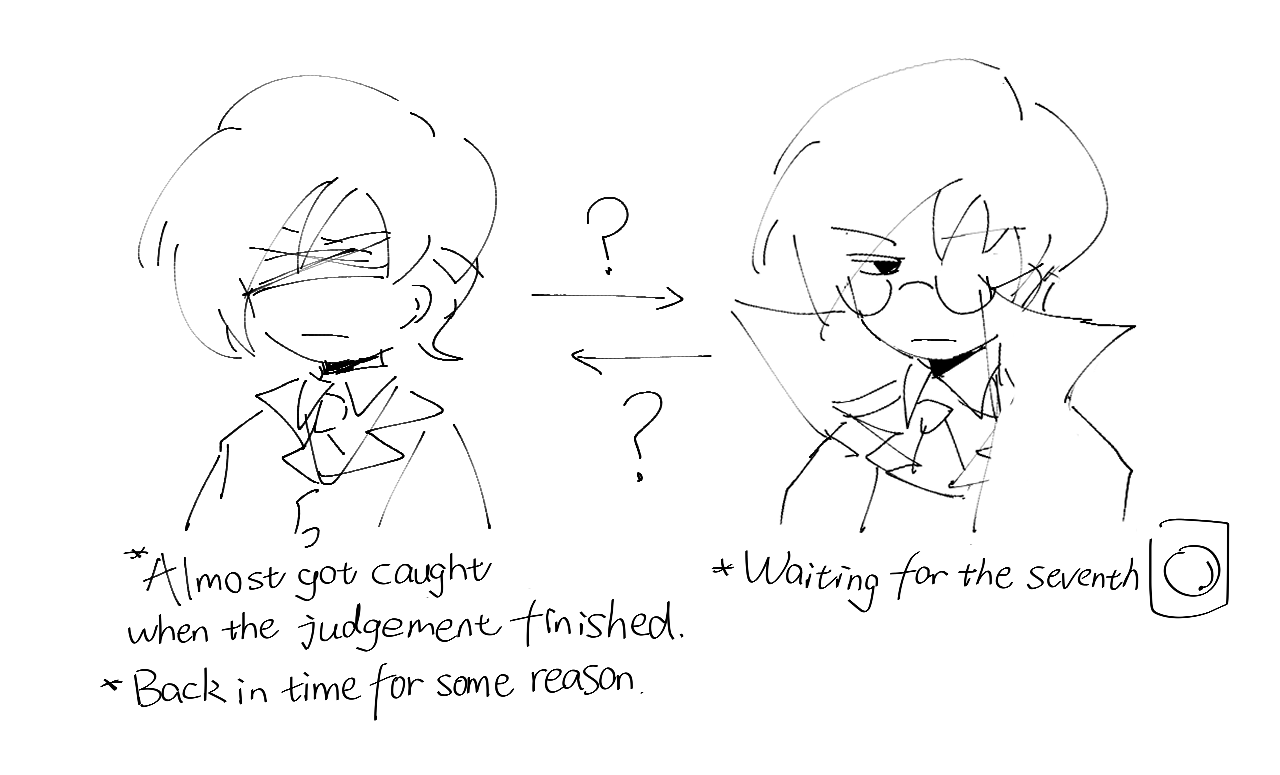 ?
?
*Almost got caught
when the judgement finished.
*Back in time for some reason.
*Waiting for the seventh